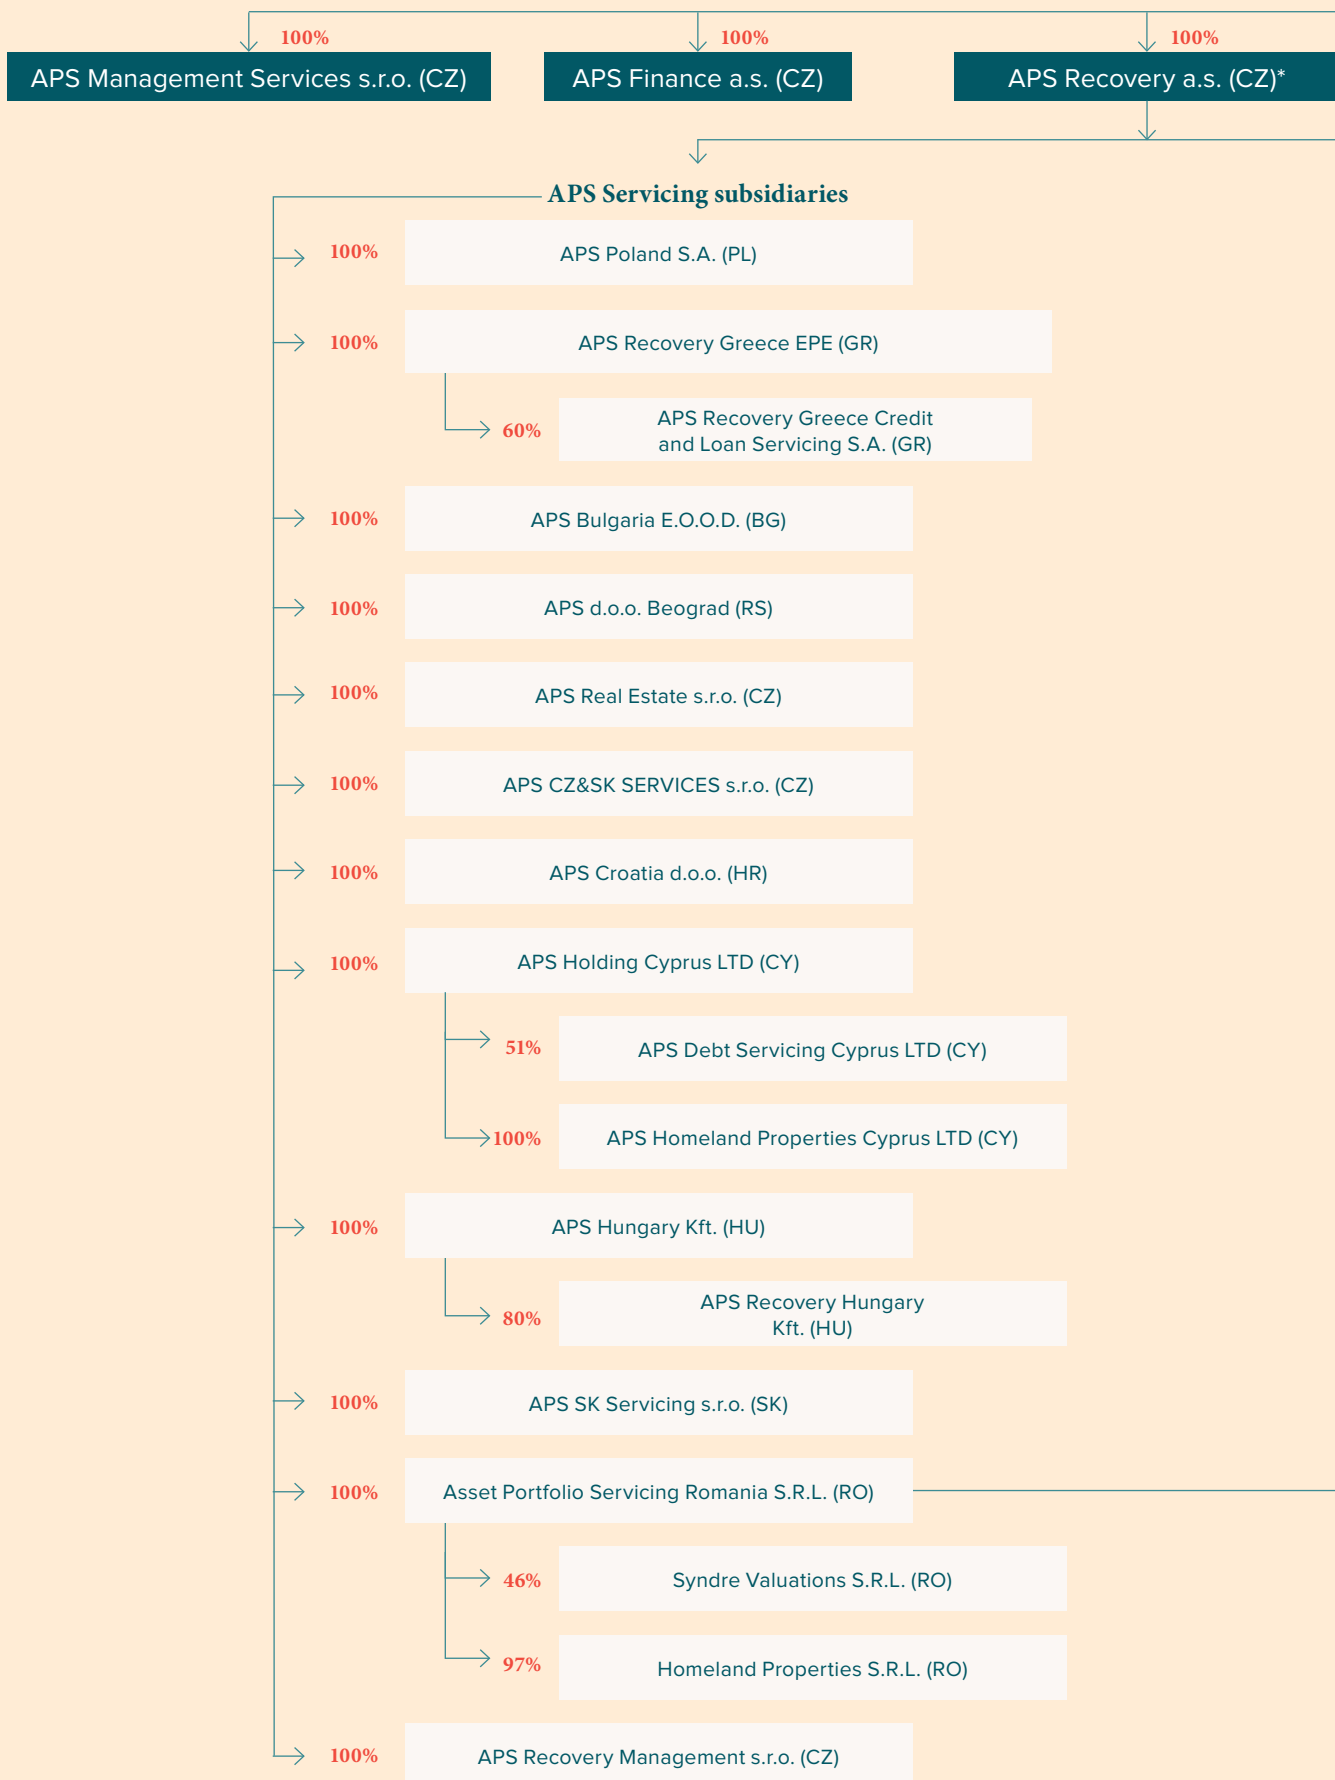 100%
APS Management Services s.r.o. (CZ)
100%
APS Finance a.s. (CZ)
100%
APS Recovery a.s. (CZ)*
APS Servicing subsidiaries
100%
APS Poland S.A. (PL)
100%
APS Recovery Greece EPE (GR)
60%
APS Recovery Greece Credit
and Loan Servicing S.A. (GR)
100%
APS Bulgaria E.O.O.D. (BG)
100%
APS d.o.o. Beograd (RS)
100%
APS Real Estate s.r.o. (CZ)
100%
APS CZ&SK SERVICES s.r.o. (CZ)
100%
APS Croatia d.o.o. (HR)
100%
APS Holding Cyprus LTD (CY)
51%
APS Debt Servicing Cyprus LTD (CY)
100%
APS Homeland Properties Cyprus LTD (CY)
100%
APS Hungary Kft. (HU)
80%
APS Recovery Hungary
Kft. (HU)
100%
APS SK Servicing s.r.o. (SK)
100%
Asset Portfolio Servicing Romania S.R.L. (RO)
46%
Syndre Valuations S.R.L. (RO)
97%
Homeland Properties S.R.L. (RO)
100%
APS Recovery Management s.r.o. (CZ)